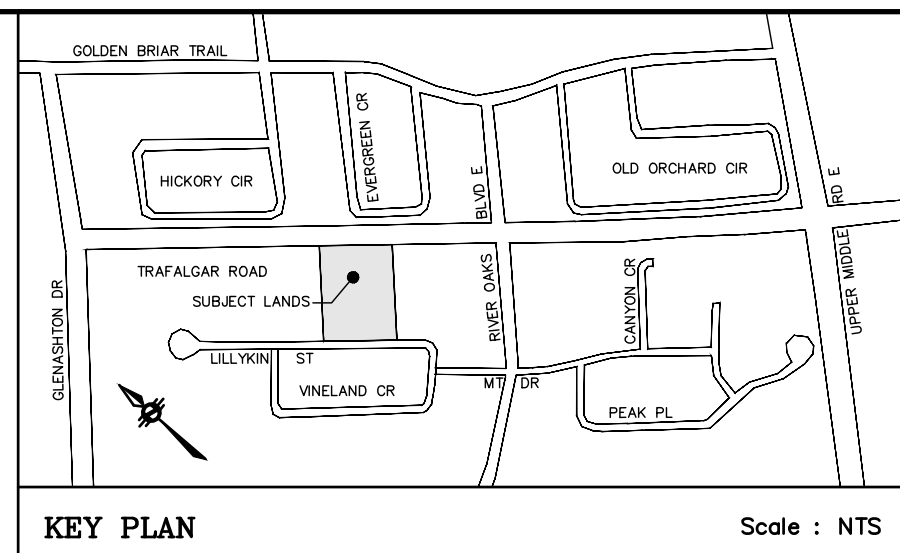 GOLDEN BRIAR TRAIL
EVERGREEN CR
HICKORY CIR
OLD ORCHARD CIR
BLVD E
RD E
TRAFALGAR ROAD
SUBJECT LANDS
RIVER OAKS
CANYON CR
UPPER MIDDLE
GLENASHTON DR
LILLYKIN ST
VINELAND CR
MT DR
PEAK PL
KEY PLAN
Scale : NTS